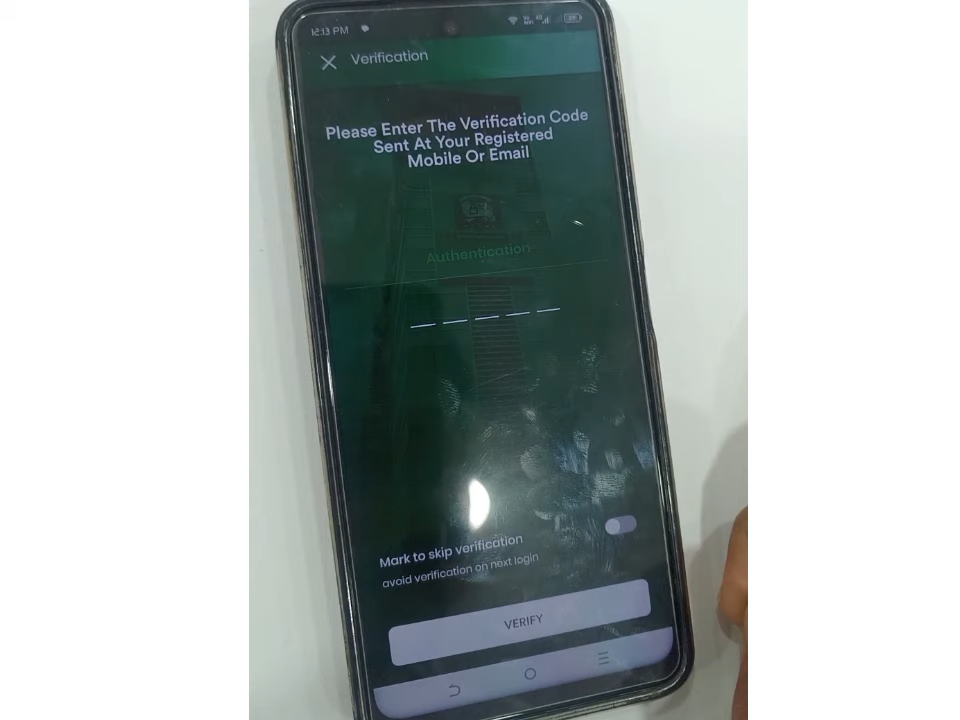 12:13 PM
Verification
Please Enter The Verification Code
Sent At Your Registered
Mobile Or Email
Authentication
Mark to skip verification
avoid verification on next login
VERIFY